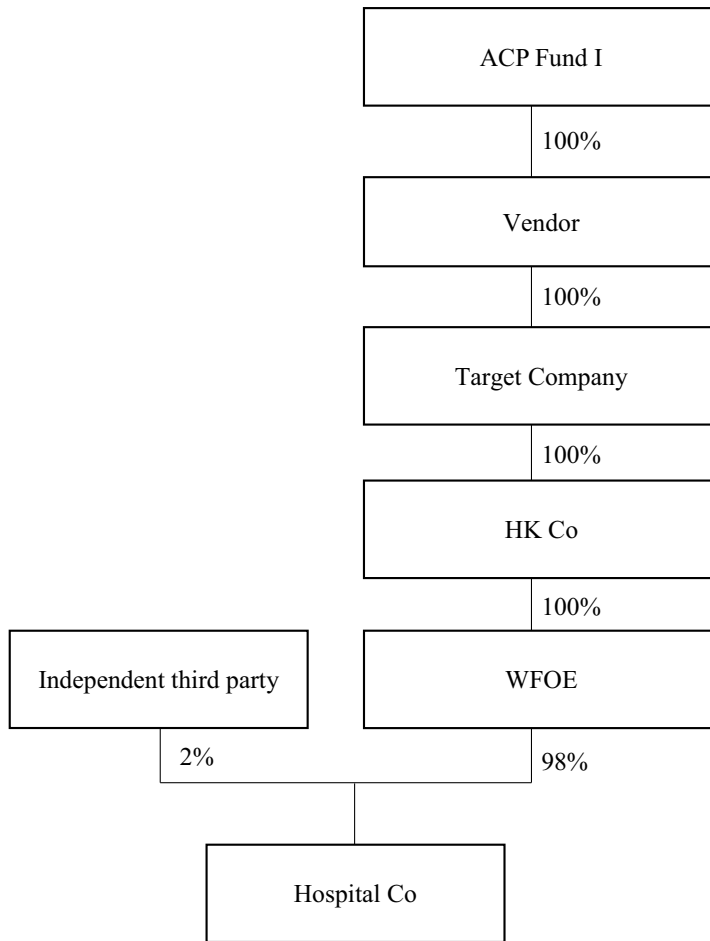 ACP Fund I
100%
Vendor
100%
Target Company
100%
HK Co
100%
Independent third party
WFOE
2%
98%
Hospital Co